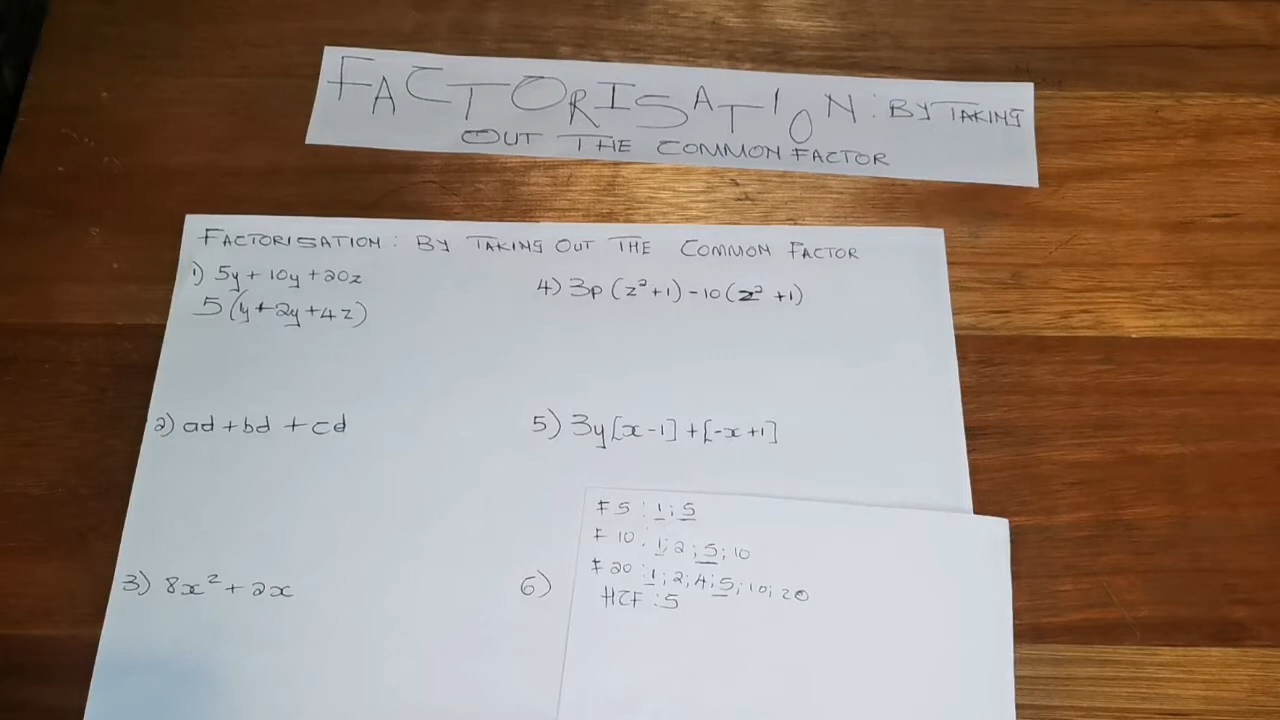 FACTORISATION: BY TAKING
OUT THE COMMON FACTOR
FACTORISATION: BY TAKING OUT THE COMMON FACTOR
1) 5y + 10y + 20z
5(y + 2y + 4z)
2) ad + bd + cd
3) 8x² + 2x
4) 3p(z² + 1) - 10(z² + 1)
5) 3y[x - 1] + [-x + 1]
6)
F 5 : 1; 5
F 10 : 1; 2; 5; 10
F 20 : 1; 2; 4; 5; 10; 20
HCF : 5